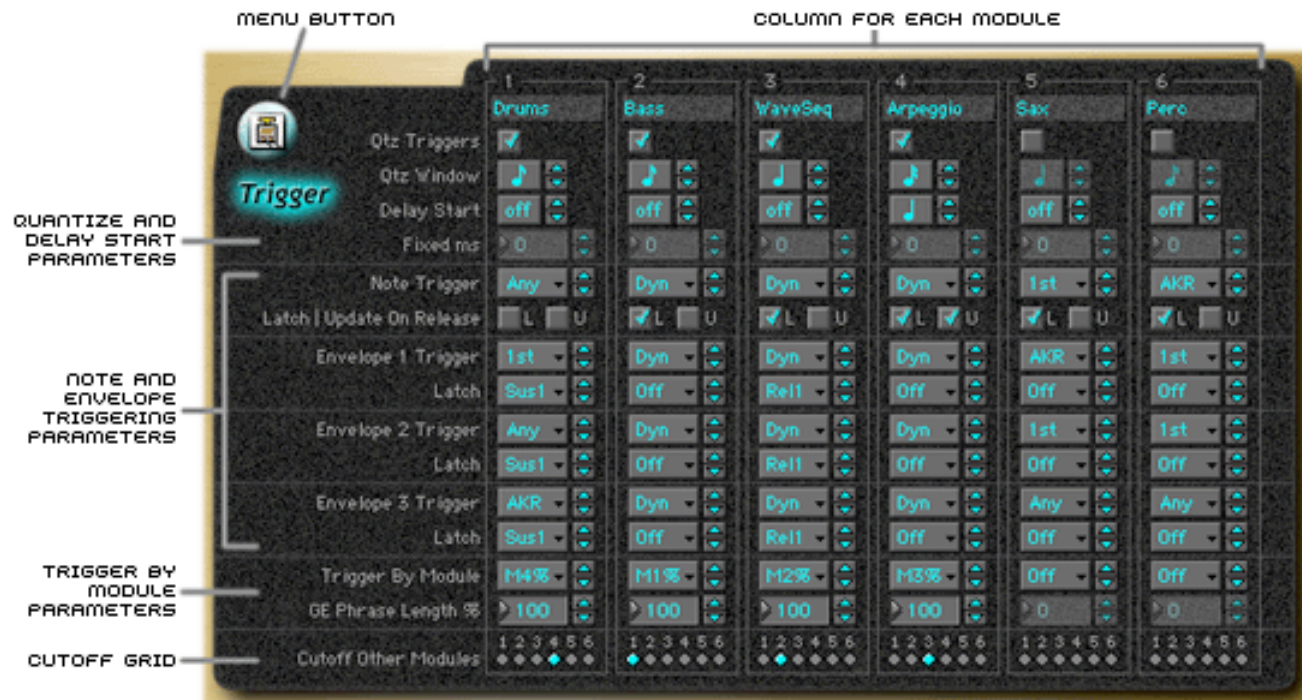 MENU BUTTON
COLUMN FOR EACH MODULE
1 2 3 4 5 6
Drums Bass WaveSeq Arpeggio Sax Perc
Trigger
Qtz Triggers
Qtz Window
Delay Start off off off off off
QUANTIZE AND
DELAY START
PARAMETERS
Fixed ms 0 0 0 0 0 0
Note Trigger Any Dyn Dyn Dyn 1st AKR
Latch | Update On Release L U L U L U L U L U L U
Envelope 1 Trigger 1st Dyn Dyn Dyn AKR 1st
Latch Sus1 Off Rel1 Off Off Off
NOTE AND
ENVELOPE
TRIGGERING
PARAMETERS
Envelope 2 Trigger Any Dyn Dyn Dyn 1st 1st
Latch Sus1 Off Rel1 Off Off Off
Envelope 3 Trigger AKR Dyn Dyn Dyn Any Any
Latch Sus1 Off Rel1 Off Off Off
TRIGGER BY
MODULE
PARAMETERS
Trigger By Module M4% M1% M2% M3% Off Off
GE Phrase Length % 100 100 100 100 0 0
1 2 3 4 5 6 1 2 3 4 5 6 1 2 3 4 5 6 1 2 3 4 5 6 1 2 3 4 5 6 1 2 3 4 5 6
CUTOFF GRID
Cutoff Other Modules